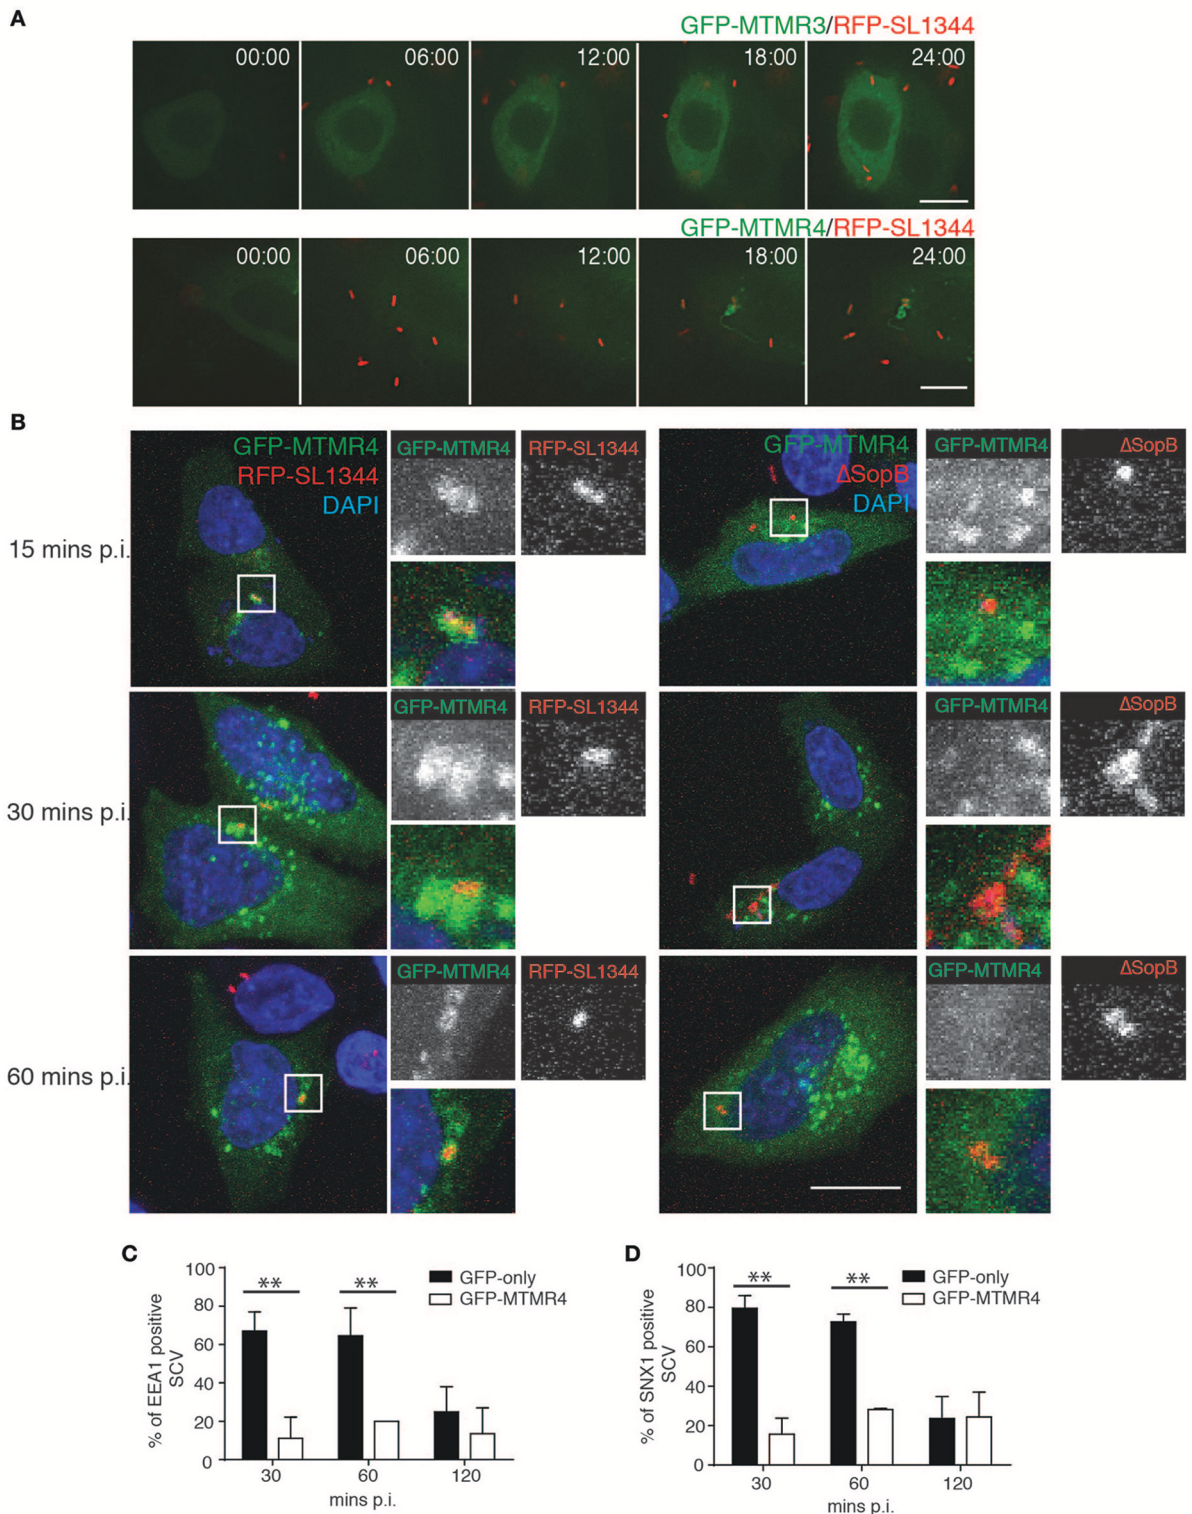 A
GFP-MTMR3/RFP-SL1344
00:00 06:00 12:00 18:00 24:00
GFP-MTMR4/RFP-SL1344
00:00 06:00 12:00 18:00 24:00
B
GFP-MTMR4
RFP-SL1344
DAPI
GFP-MTMR4 RFP-SL1344
GFP-MTMR4
ΔSopB
DAPI
GFP-MTMR4 ΔSopB
15 mins p.i.
GFP-MTMR4 RFP-SL1344
GFP-MTMR4 ΔSopB
30 mins p.i.
GFP-MTMR4 RFP-SL1344
GFP-MTMR4 ΔSopB
60 mins p.i.
C
% of EEA1 positive
SCV
100
80
60
40
20
0
** **
GFP-only
GFP-MTMR4
30 60 120
mins p.i.
D
% of SNX1 positive
SCV
100
80
60
40
20
0
** **
GFP-only
GFP-MTMR4
30 60 120
mins p.i.